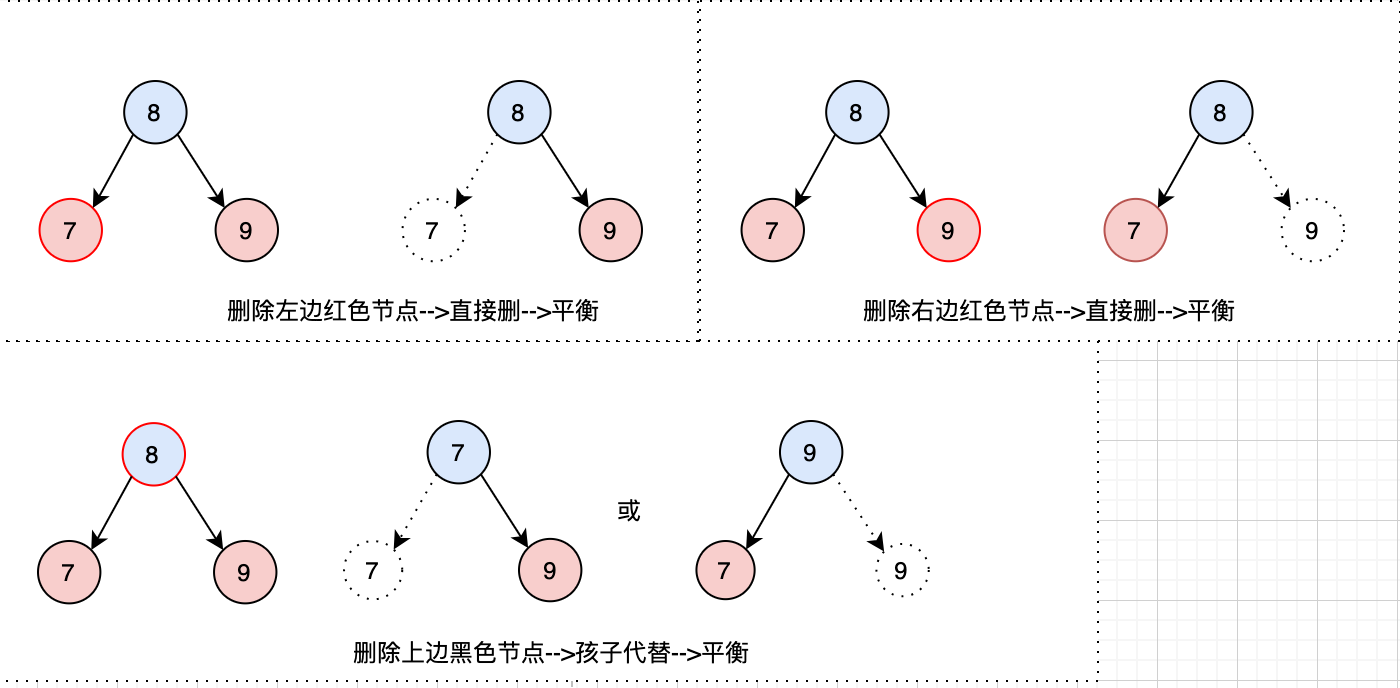 8 8 8 8
7 9 7 9 7 9 7 9
删除左边红色节点-->直接删-->平衡 删除右边红色节点-->直接删-->平衡
8 7 9
或
7 9 7 9 7 9
删除上边黑色节点-->孩子代替-->平衡